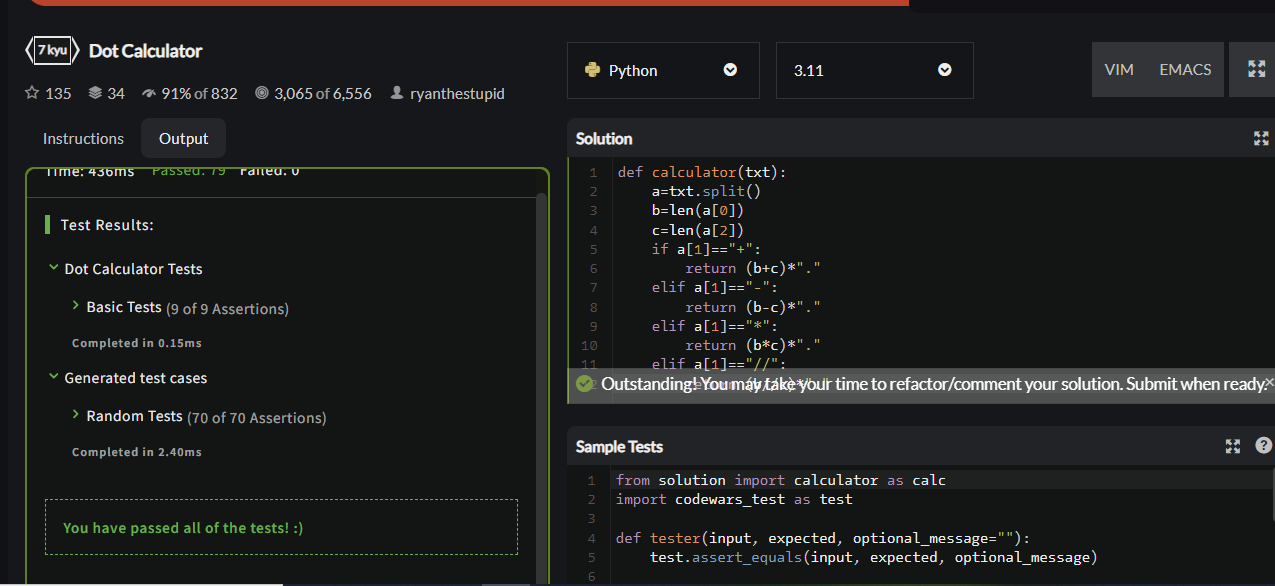 7 kyu Dot Calculator
135 34 91% of 832 3,065 of 6,556 ryanthestupid
Instructions Output
Time: 436ms Passed: 79 Failed: 0
Test Results:
Dot Calculator Tests
Basic Tests (9 of 9 Assertions)
Completed in 0.15ms
Generated test cases
Random Tests (70 of 70 Assertions)
Completed in 2.40ms
You have passed all of the tests! :)
Python 3.11 VIM EMACS
Solution
1 def calculator(txt):
2 a=txt.split()
3 b=len(a[0])
4 c=len(a[2])
5 if a[1]=="+":
6 return (b+c)*"."
7 elif a[1]=="-":
8 return (b-c)*"."
9 elif a[1]=="*":
10 return (b*c)*"."
11 elif a[1]=="//":
Outstanding! You may take your time to refactor/comment your solution. Submit when ready.
Sample Tests
1 from solution import calculator as calc
2 import codewars_test as test
3
4 def tester(input, expected, optional_message=""):
5 test.assert_equals(input, expected, optional_message)
6